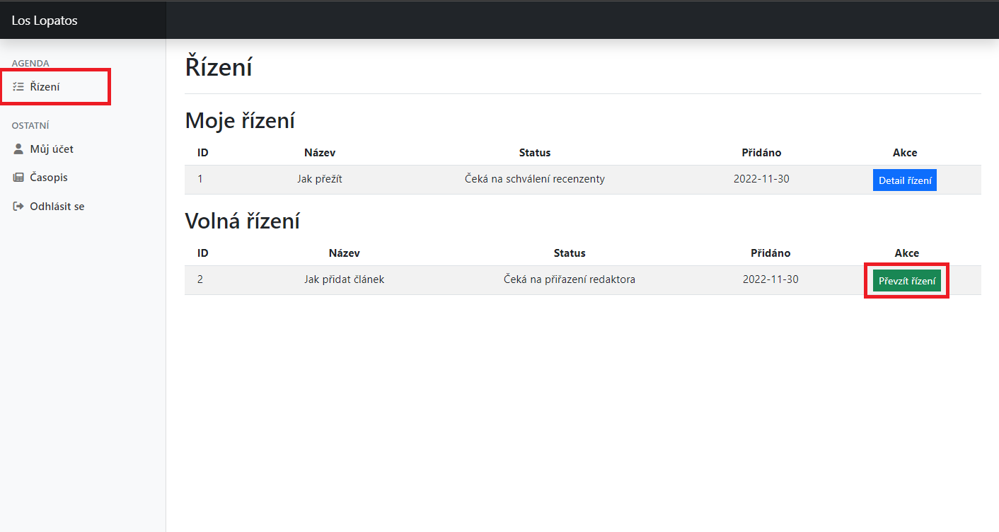 Los Lopatos
AGENDA
Řízení
OSTATNÍ
Můj účet
Časopis
Odhlásit se
Řízení
Moje řízení
ID Název Status Přidáno Akce
1 Jak přežít Čeká na schválení recenzenty 2022-11-30 Detail řízení
Volná řízení
ID Název Status Přidáno Akce
2 Jak přidat článek Čeká na přiřazení redaktora 2022-11-30 Převzít řízení